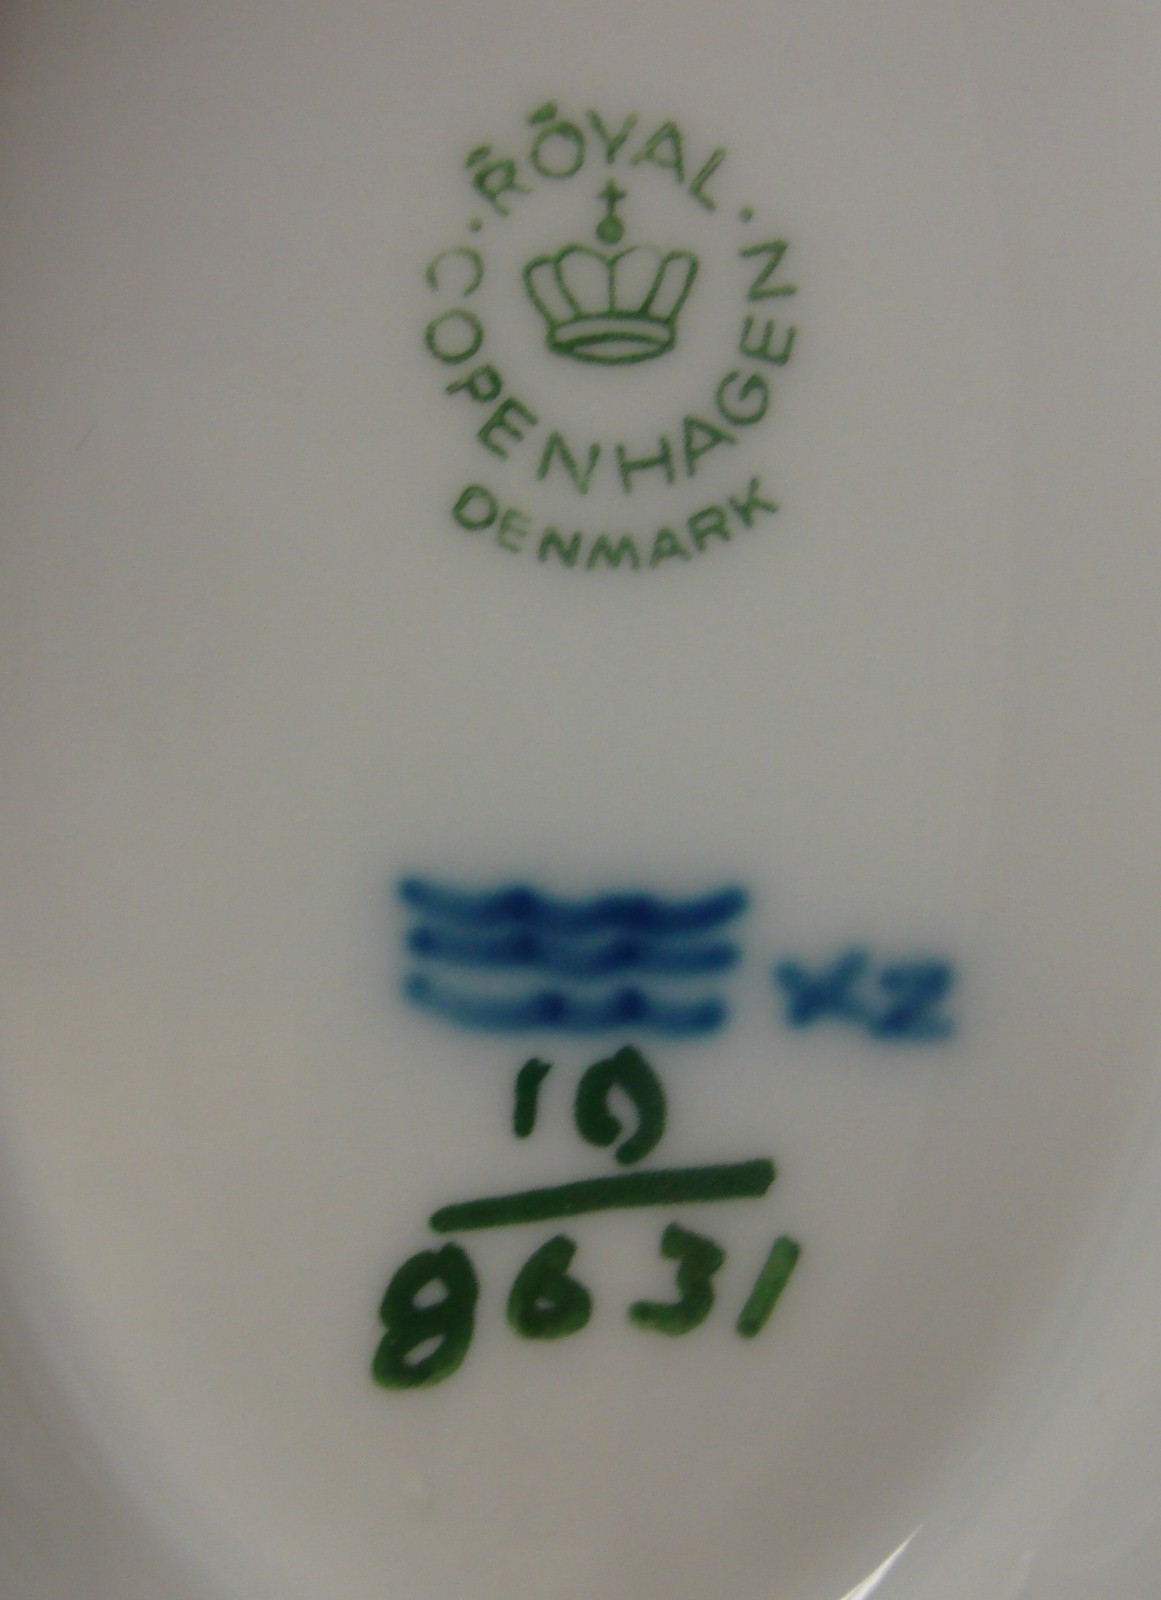 ROYAL
COPENHAGEN
DENMARK
10
8631